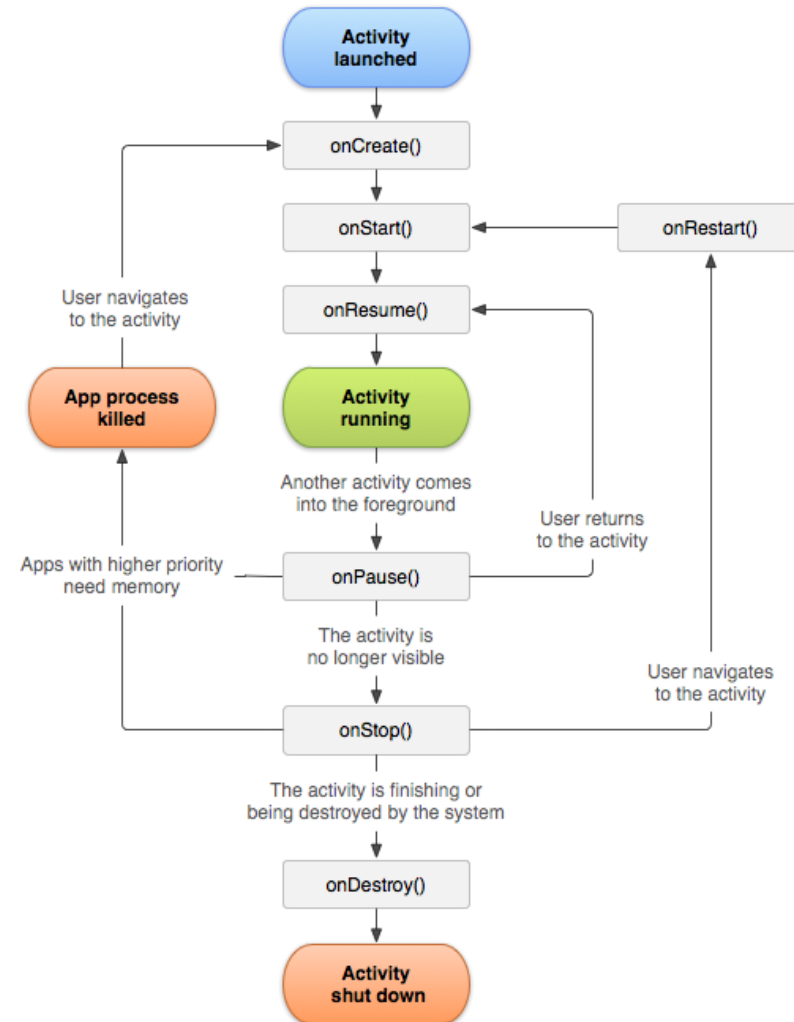 Activity
launched
onCreate()
onStart()
onRestart()
onResume()
User navigates
to the activity
App process
killed
Activity
running
Another activity comes
into the foreground
User returns
to the activity
Apps with higher priority
need memory
onPause()
The activity is
no longer visible
User navigates
to the activity
onStop()
The activity is finishing or
being destroyed by the system
onDestroy()
Activity
shut down